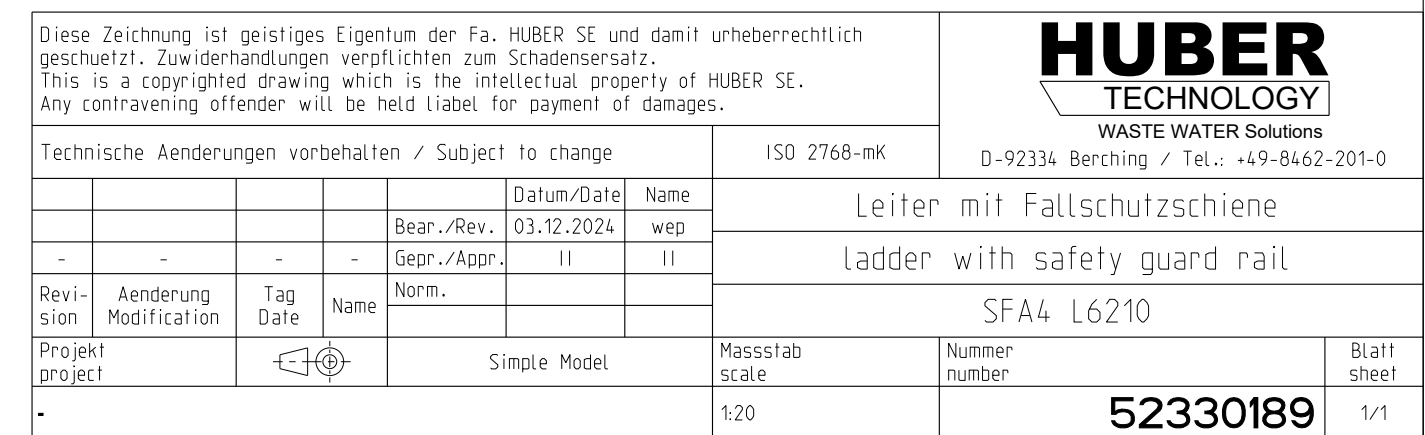 Diese Zeichnung ist geistiges Eigentum der Fa. HUBER SE und damit urheberrechtlich
geschuetzt. Zuwiderhandlungen verpflichten zum Schadensersatz.
This is a copyrighted drawing which is the intellectual property of HUBER SE.
Any contravening offender will be held liabel for payment of damages.
HUBER
TECHNOLOGY
WASTE WATER Solutions
D-92334 Berching / Tel.: +49-8462-201-0
Technische Aenderungen vorbehalten / Subject to change
ISO 2768-mK
Datum/Date Name
Bear./Rev. 03.12.2024 wep
- - - - Gepr./Appr. II II
Revi-
sion
Aenderung
Modification
Tag
Date
Name
Norm.
Leiter mit Fallschutzschiene
ladder with safety guard rail
SFA4 L6210
Projekt
project
Simple Model
Massstab
scale
Nummer
number
Blatt
sheet
-
1:20
52330189
1/1